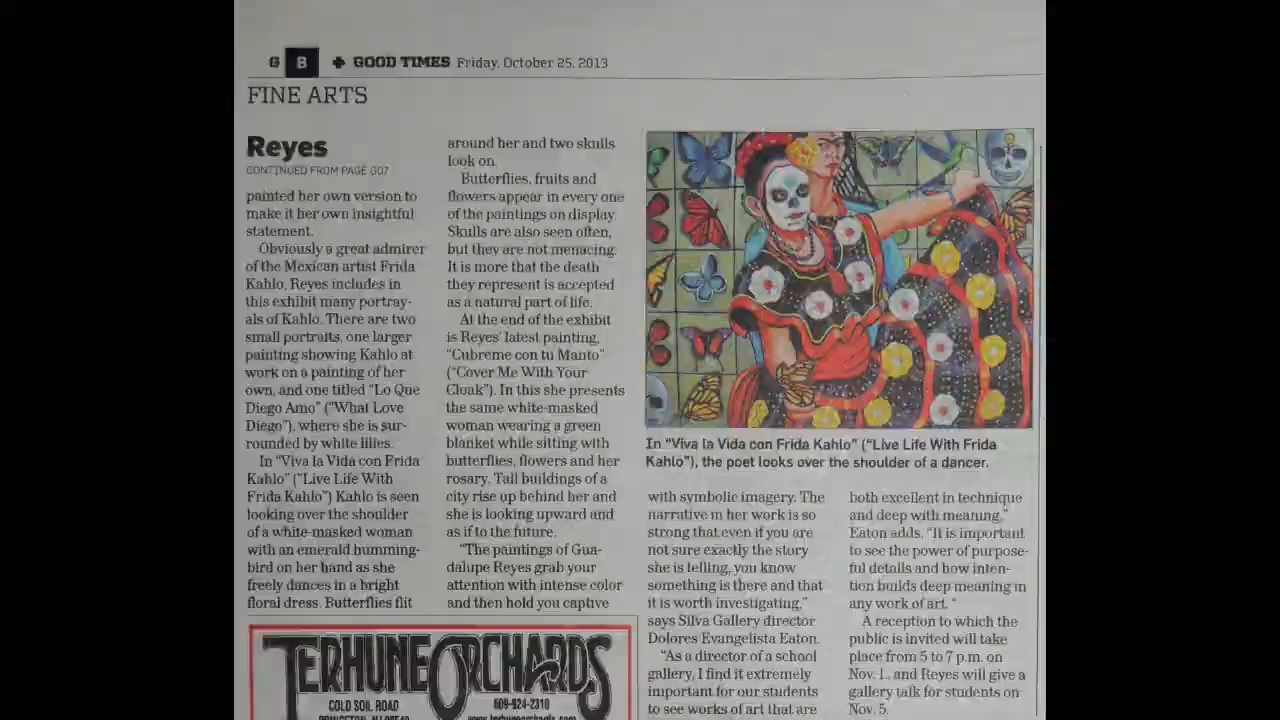 G 8 GOOD TIMES Friday, October 25, 2013
FINE ARTS
Reyes
CONTINUED FROM PAGE G07
painted her own version to
make it her own insightful
statement.
Obviously a great admirer
of the Mexican artist Frida
Kahlo, Reyes includes in
this exhibit many portray-
als of Kahlo. There are two
small portraits, one larger
painting showing Kahlo at
work on a painting of her
own, and one titled "Lo Que
Diego Amo" ("What Love
Diego"), where she is sur-
rounded by white lilies.
In "Viva la Vida con Frida
Kahlo" ("Live Life With
Frida Kahlo") Kahlo is seen
looking over the shoulder
of a white-masked woman
with an emerald humming-
bird on her hand as she
freely dances in a bright
floral dress. Butterflies flit
around her and two skulls
look on.
Butterflies, fruits and
flowers appear in every one
of the paintings on display.
Skulls are also seen often,
but they are not menacing.
It is more that the death
they represent is accepted
as a natural part of life.
At the end of the exhibit
is Reyes' latest painting,
"Cubreme con tu Manto"
("Cover Me With Your
Cloak"). In this she presents
the same white-masked
woman wearing a green
blanket while sitting with
butterflies, flowers and her
rosary. Tall buildings of a
city rise up behind her and
she is looking upward and
as if to the future.
"The paintings of Gua-
dalupe Reyes grab your
attention with intense color
and then hold you captive
In "Viva la Vida con Frida Kahlo" ("Live Life With Frida
Kahlo"), the poet looks over the shoulder of a dancer.
with symbolic imagery. The
narrative in her work is so
strong that even if you are
not sure exactly the story
she is telling, you know
something is there and that
it is worth investigating,"
says Silva Gallery director
Dolores Evangelista Eaton.
"As a director of a school
gallery, I find it extremely
important for our students
to see works of art that are
both excellent in technique
and deep with meaning,"
Eaton adds. "It is important
to see the power of purpose-
ful details and how inten-
tion builds deep meaning in
any work of art."
A reception to which the
public is invited will take
place from 5 to 7 p.m. on
Nov. 1., and Reyes will give a
gallery talk for students on
Nov. 5.
TERHUNE ORCHARDS
COLD SOIL ROAD
609-924-2310